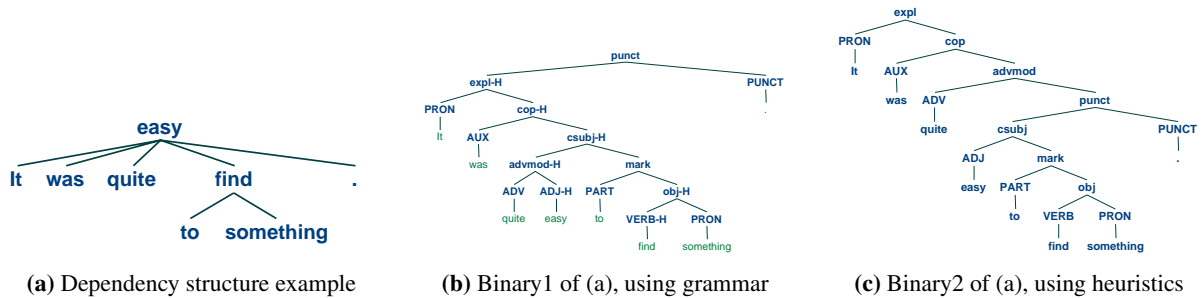 easy
It was quite find .
to something
(a) Dependency structure example
punct
expl-H PUNCT
PRON cop-H .
It AUX csubj-H
was advmod-H mark
ADV ADJ-H PART obj-H
quite easy to VERB-H PRON
find something
(b) Binary1 of (a), using grammar
expl
PRON cop
It AUX advmod
was ADV punct
quite csubj PUNCT
ADJ mark .
easy PART obj
to VERB PRON
find something
(c) Binary2 of (a), using heuristics